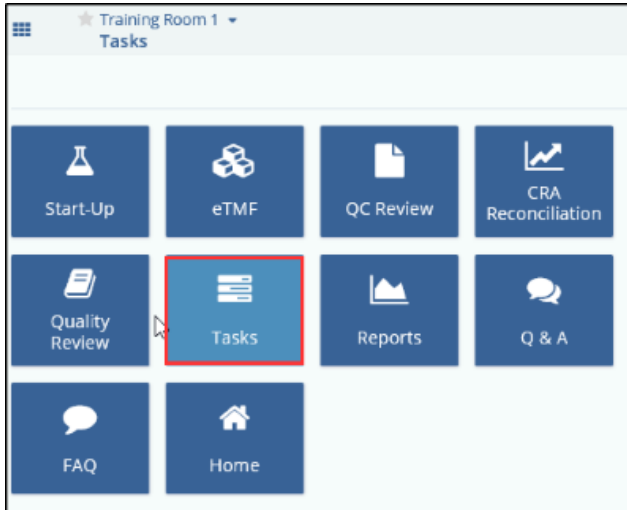 Training Room 1
Tasks
Start-Up
eTMF
QC Review
CRA
Reconciliation
Quality
Review
Tasks
Reports
Q & A
FAQ
Home